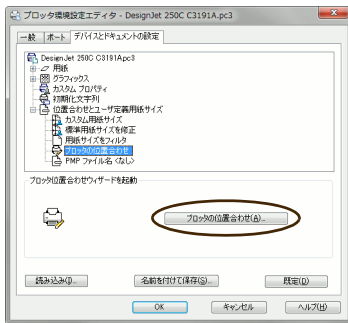 プロッタ環境設定エディタ - DesignJet 250C C3191A.pc3
一般
ポート
デバイスとドキュメントの設定
DesignJet 250C C3191A.pc3
用紙
グラフィックス
カスタム プロパティ
初期化文字列
位置合わせとユーザ定義用紙サイズ
カスタム用紙サイズ
標準用紙サイズを修正
用紙サイズをフィルタ
プロッタの位置合わせ
PMP ファイル名 <なし>
プロッタ位置合わせウィザードを起動
プロッタの位置合わせ(A)...
読み込み(I)...
名前を付けて保存(S)...
既定(D)
OK
キャンセル
ヘルプ(H)